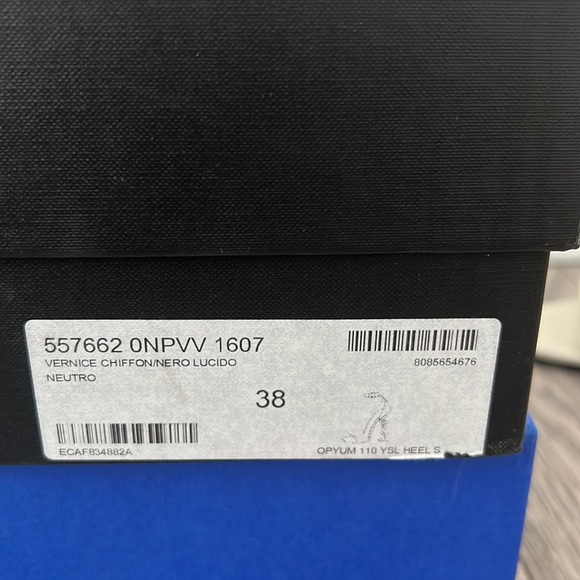 557662 0NPVV 1607
VERNICE CHIFFON/NERO LUCIDO
NEUTRO
8085654676
38
ECAF834882A
OPYUM 110 YSL HEEL S